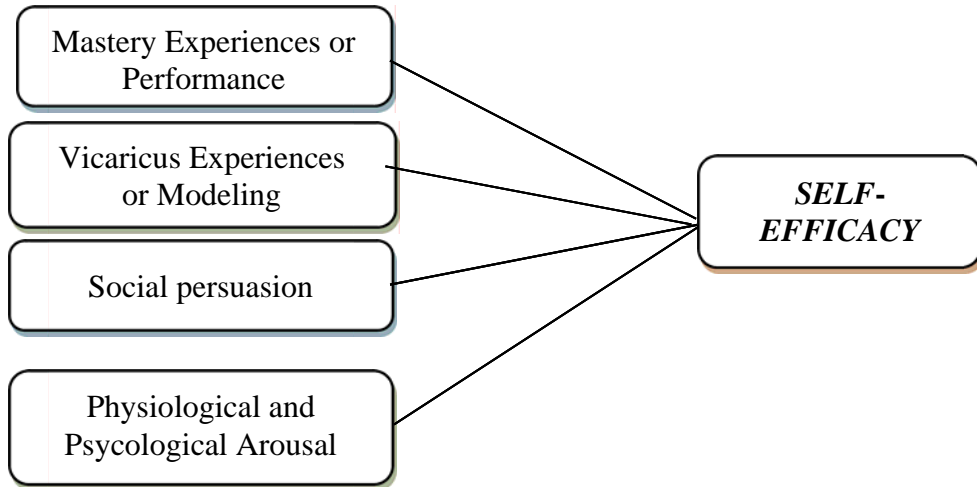 Mastery Experiences or
Performance
Vicaricus Experiences
or Modeling
Social persuasion
Physiological and
Psycological Arousal
SELF-
EFFICACY